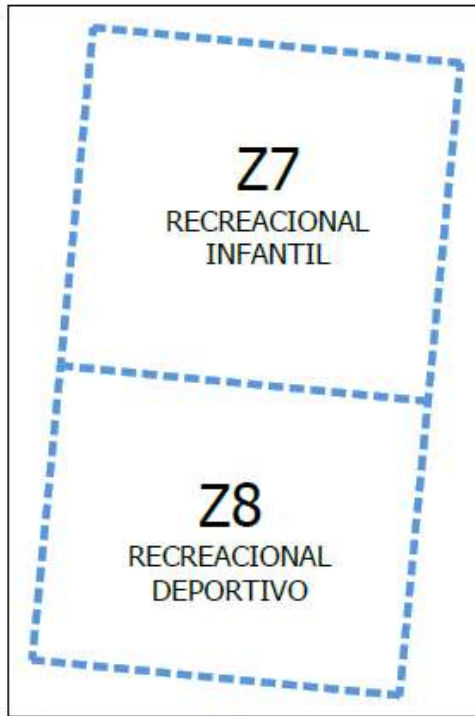 Z7
RECREACIONAL
INFANTIL
Z8
RECREACIONAL
DEPORTIVO